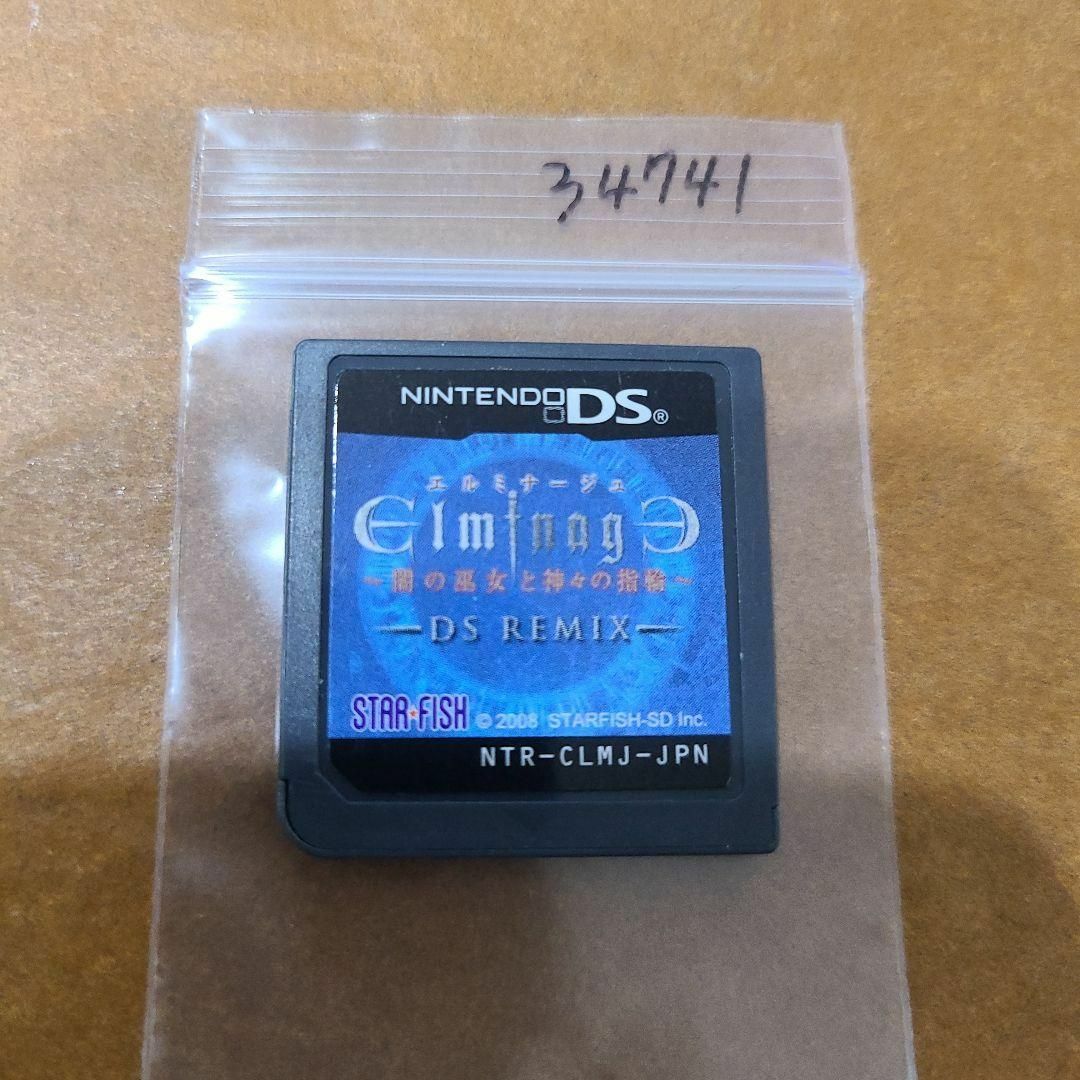 34741
NINTENDO DS®
エルミナージュ
Elminage
～闇の巫女と神々の指輪～
—DS REMIX—
STAR★FISH © 2008 STARFISH-SD Inc.
NTR-CLMJ-JPN